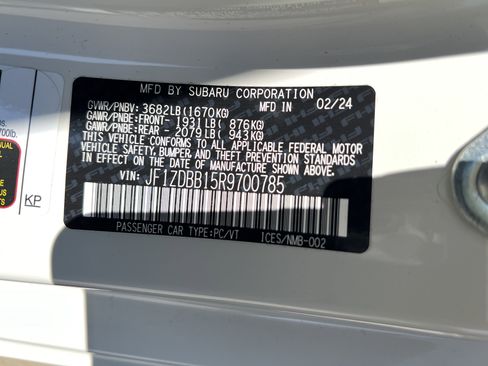 MFD BY SUBARU CORPORATION
GVWR/PNBV: 3682LB(1670KG) 02/24
GAWR/PNBE:FRONT- 1931LB( 876KG)
GAWR/PNBE:REAR - 2079LB( 943KG)
THIS VEHICLE CONFORMS TO ALL APPLICABLE FEDERAL MOTOR
VEHICLE SAFETY, BUMPER, AND THEFT PREVENTION STANDARDS IN
EFFECT ON THE DATE OF MANUFACTURE SHOWN ABOVE.
VIN: JF1ZDBB15R9700785
PASSENGER CAR TYPE:PC/VT ICES/NMB-002
KP